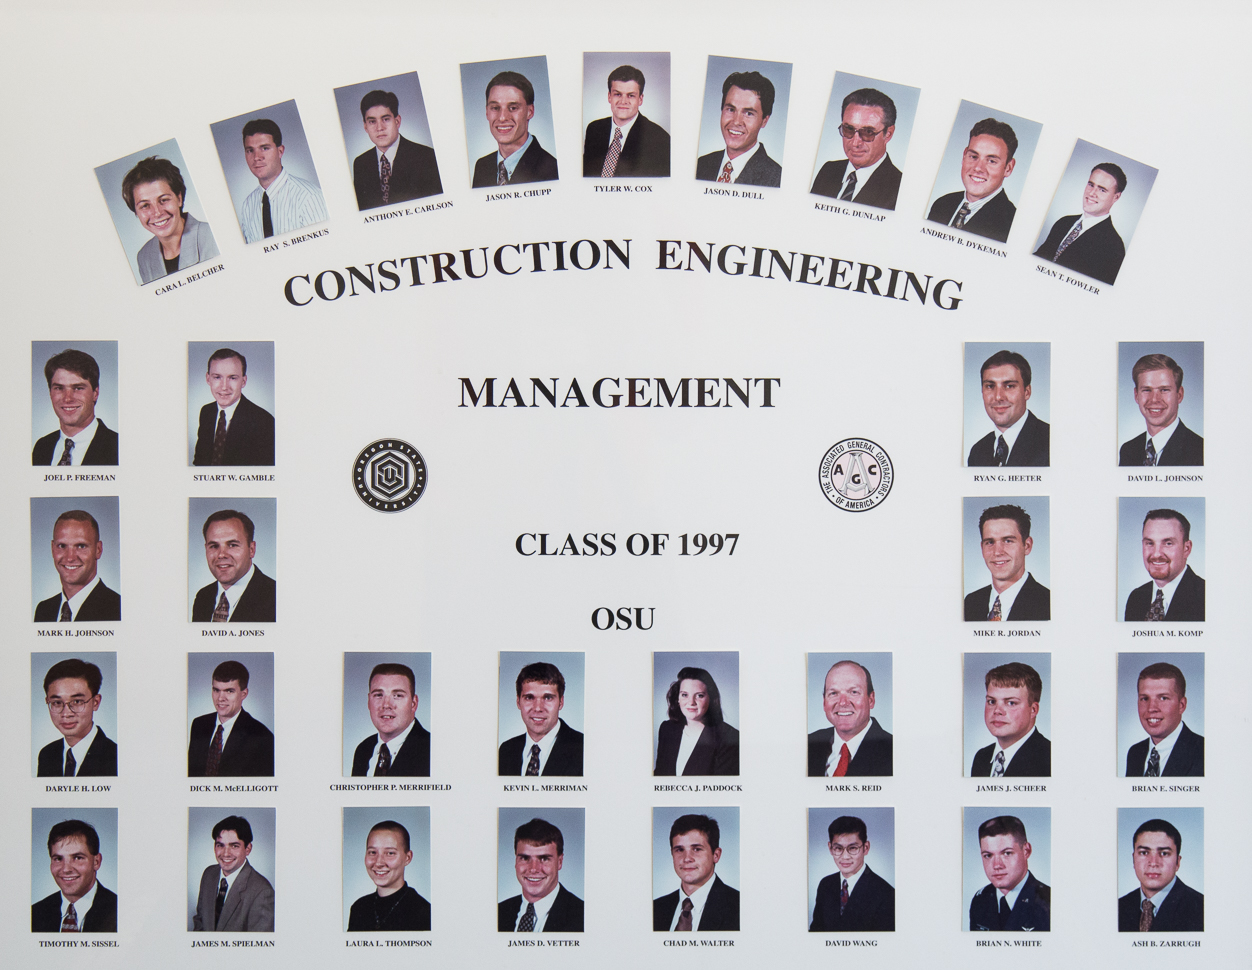 CARA L. BELCHER
RAY S. BRENKUS
ANTHONY E. CARLSON
JASON R. CHUPP
TYLER W. COX
JASON D. DULL
KEITH G. DUNLAP
ANDREW B. DYKEMAN
SEAN T. FOWLER
CONSTRUCTION ENGINEERING
MANAGEMENT
JOEL P. FREEMAN
STUART W. GAMBLE
RYAN G. HEETER
DAVID L. JOHNSON
OREGON STATE UNIVERSITY
OSU
THE ASSOCIATED GENERAL CONTRACTORS
OF AMERICA
AGC
CLASS OF 1997
OSU
MARK H. JOHNSON
DAVID A. JONES
MIKE R. JORDAN
JOSHUA M. KOMP
DARYLE H. LOW
DICK M. McELLIGOTT
CHRISTOPHER P. MERRIFIELD
KEVIN L. MERRIMAN
REBECCA J. PADDOCK
MARK S. REID
JAMES J. SCHEER
BRIAN E. SINGER
TIMOTHY M. SISSEL
JAMES M. SPIELMAN
LAURA L. THOMPSON
JAMES D. VETTER
CHAD M. WALTER
DAVID WANG
BRIAN N. WHITE
ASH B. ZARRUGH